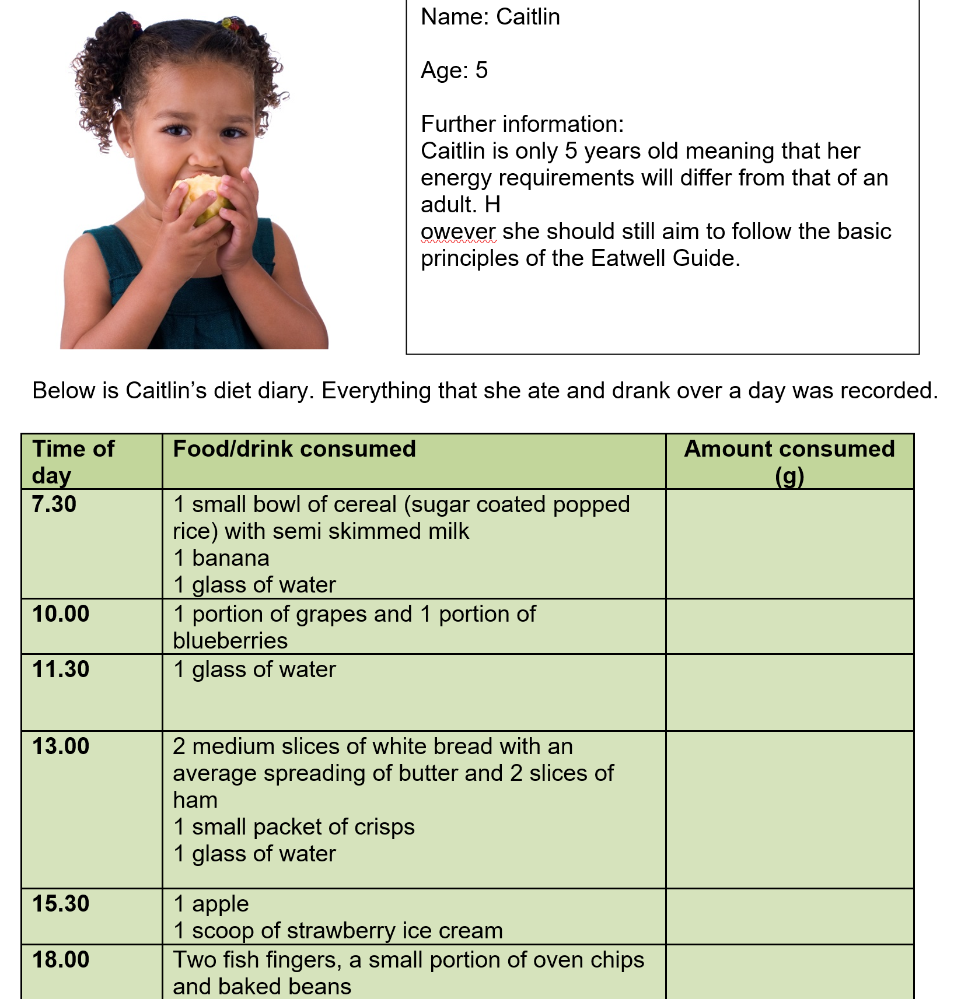 Name: Caitlin
Age: 5
Further information:
Caitlin is only 5 years old meaning that her
energy requirements will differ from that of an
adult. H
owever she should still aim to follow the basic
principles of the Eatwell Guide.
Below is Caitlin’s diet diary. Everything that she ate and drank over a day was recorded.
Time of
day
Food/drink consumed
Amount consumed
(g)
7.30
1 small bowl of cereal (sugar coated popped
rice) with semi skimmed milk
1 banana
1 glass of water
10.00
1 portion of grapes and 1 portion of
blueberries
11.30
1 glass of water
13.00
2 medium slices of white bread with an
average spreading of butter and 2 slices of
ham
1 small packet of crisps
1 glass of water
15.30
1 apple
1 scoop of strawberry ice cream
18.00
Two fish fingers, a small portion of oven chips
and baked beans